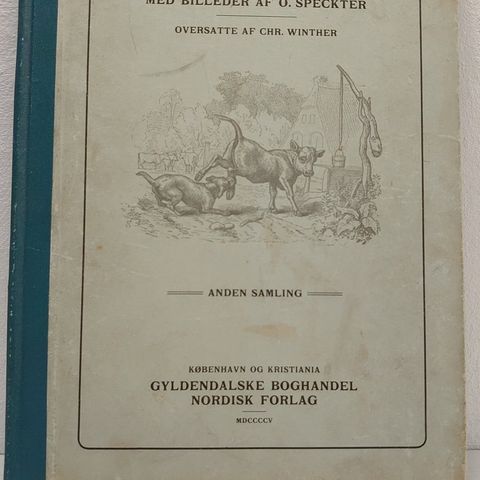 MED BILLEDER AF O. SPECKTER
OVERSATTE AF CHR. WINTHER
ANDEN SAMLING
KØBENHAVN OG KRISTIANIA
GYLDENDALSKE BOGHANDEL
NORDISK FORLAG
MDCCCCV